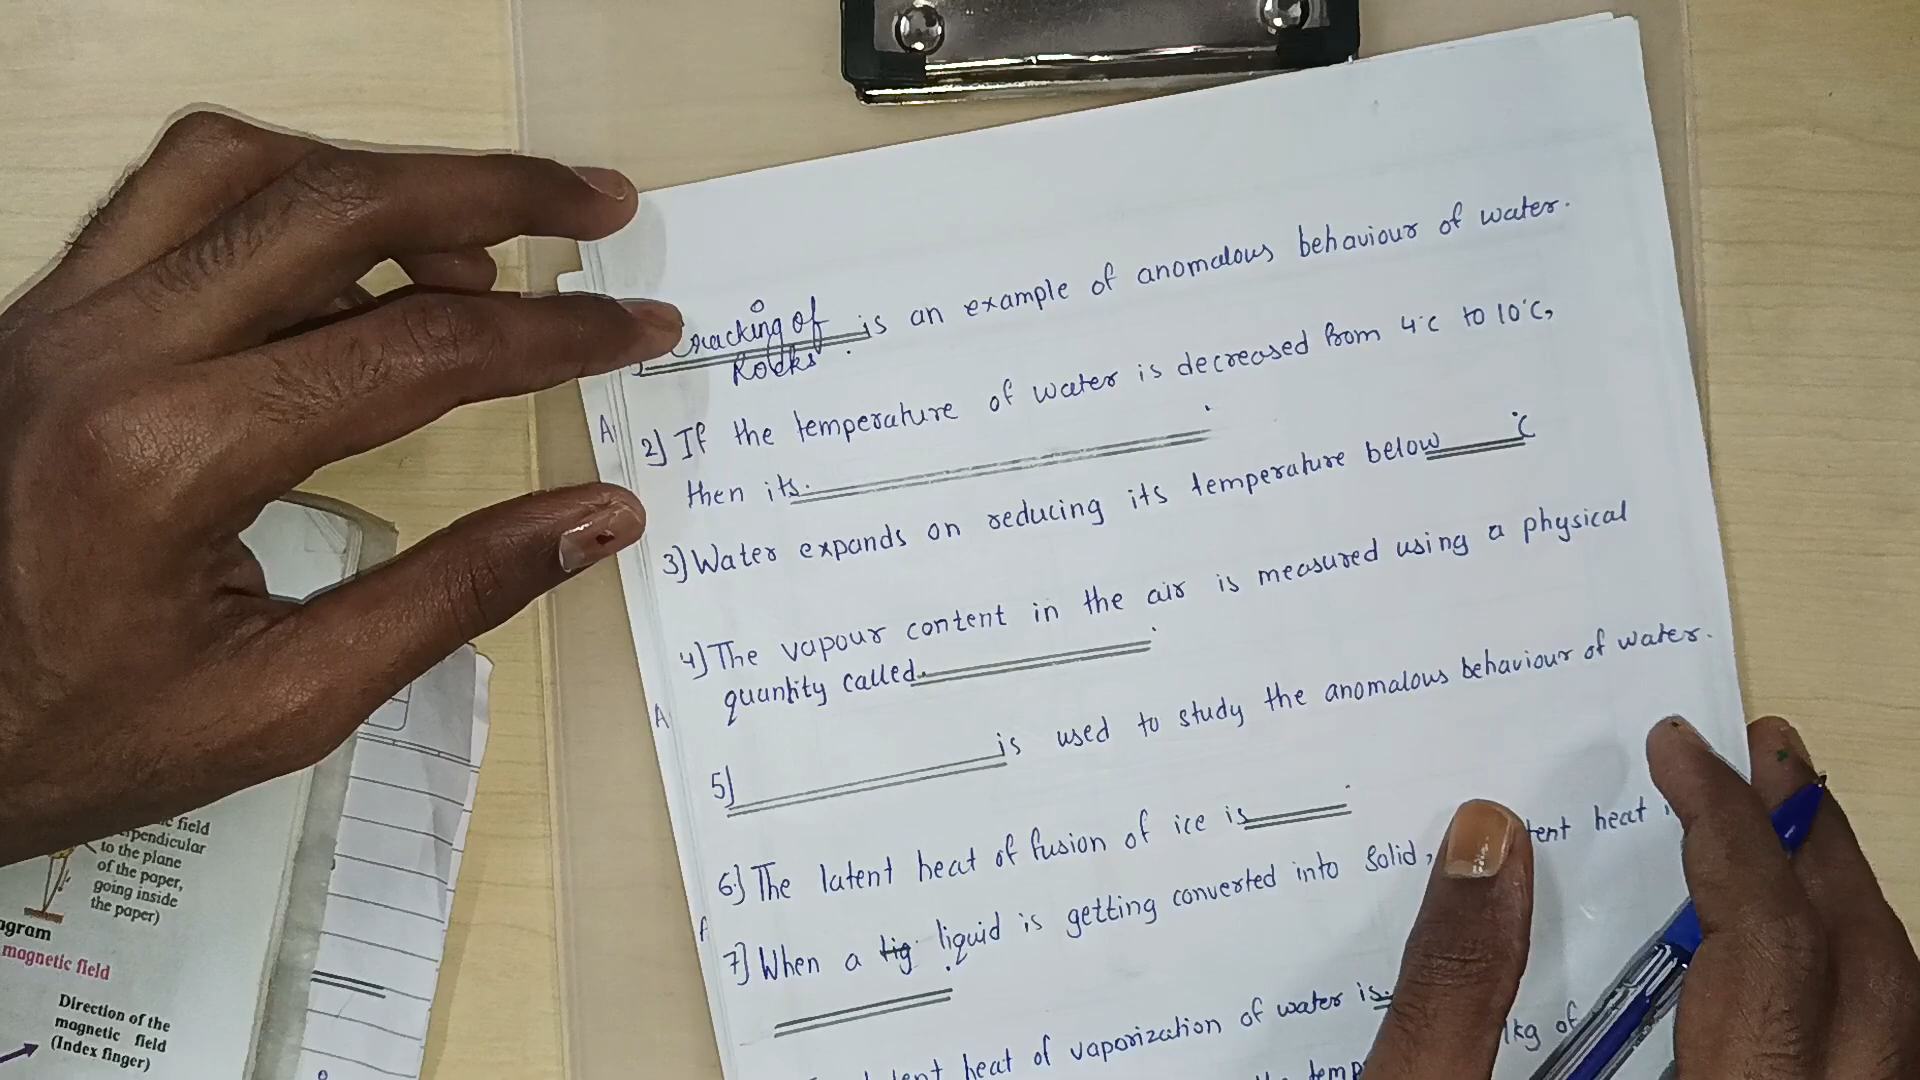 Cracking of
Rocks is an example of anomalous behaviour of water.
2) If the temperature of water is decreased from 4°C to 10°C,
then its
3) Water expands on reducing its temperature below °C
4) The vapour content in the air is measured using a physical
quantity called
5) is used to study the anomalous behaviour of water.
6) The latent heat of fusion of ice is
7) When a liquid is getting converted into solid, heat
heat of vaporization of water is
1kg of
A
A
field
to the plane
of the paper,
going inside
the paper)
magnetic field
Direction of the
magnetic field
(Index finger)